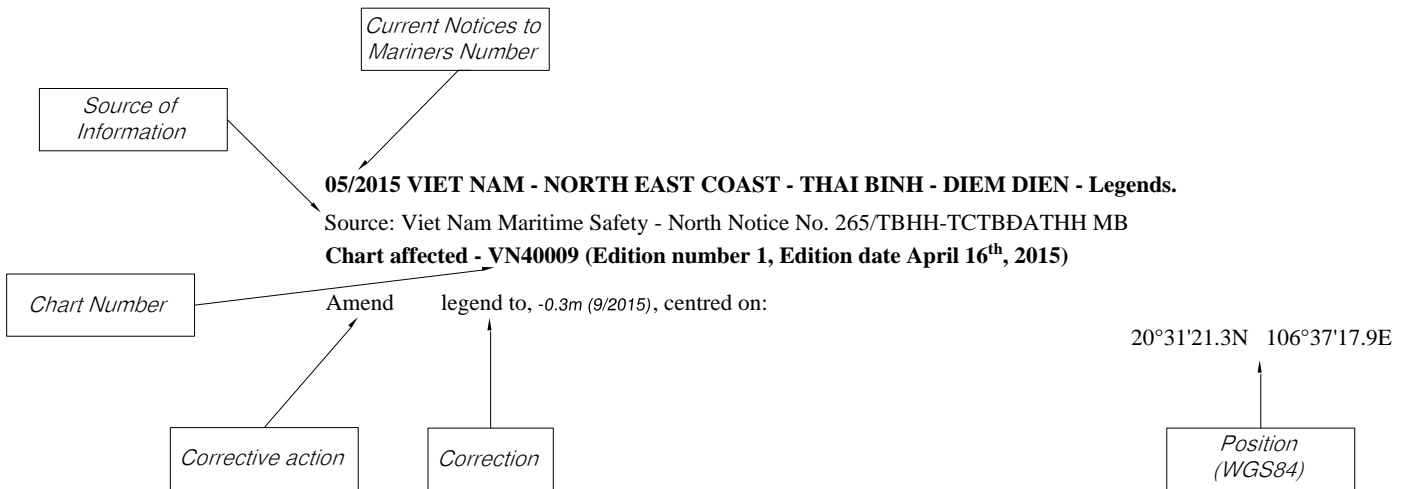 Current Notices to
Mariners Number
Source of
Information
05/2015 VIET NAM - NORTH EAST COAST - THAI BINH - DIEM DIEN - Legends.
Source: Viet Nam Maritime Safety - North Notice No. 265/TBHH-TCTBĐATHH MB
Chart affected - VN40009 (Edition number 1, Edition date April 16th, 2015)
Chart Number
Amend legend to, -0.3m (9/2015), centred on:
20°31'21.3N 106°37'17.9E
Corrective action
Correction
Position
(WGS84)